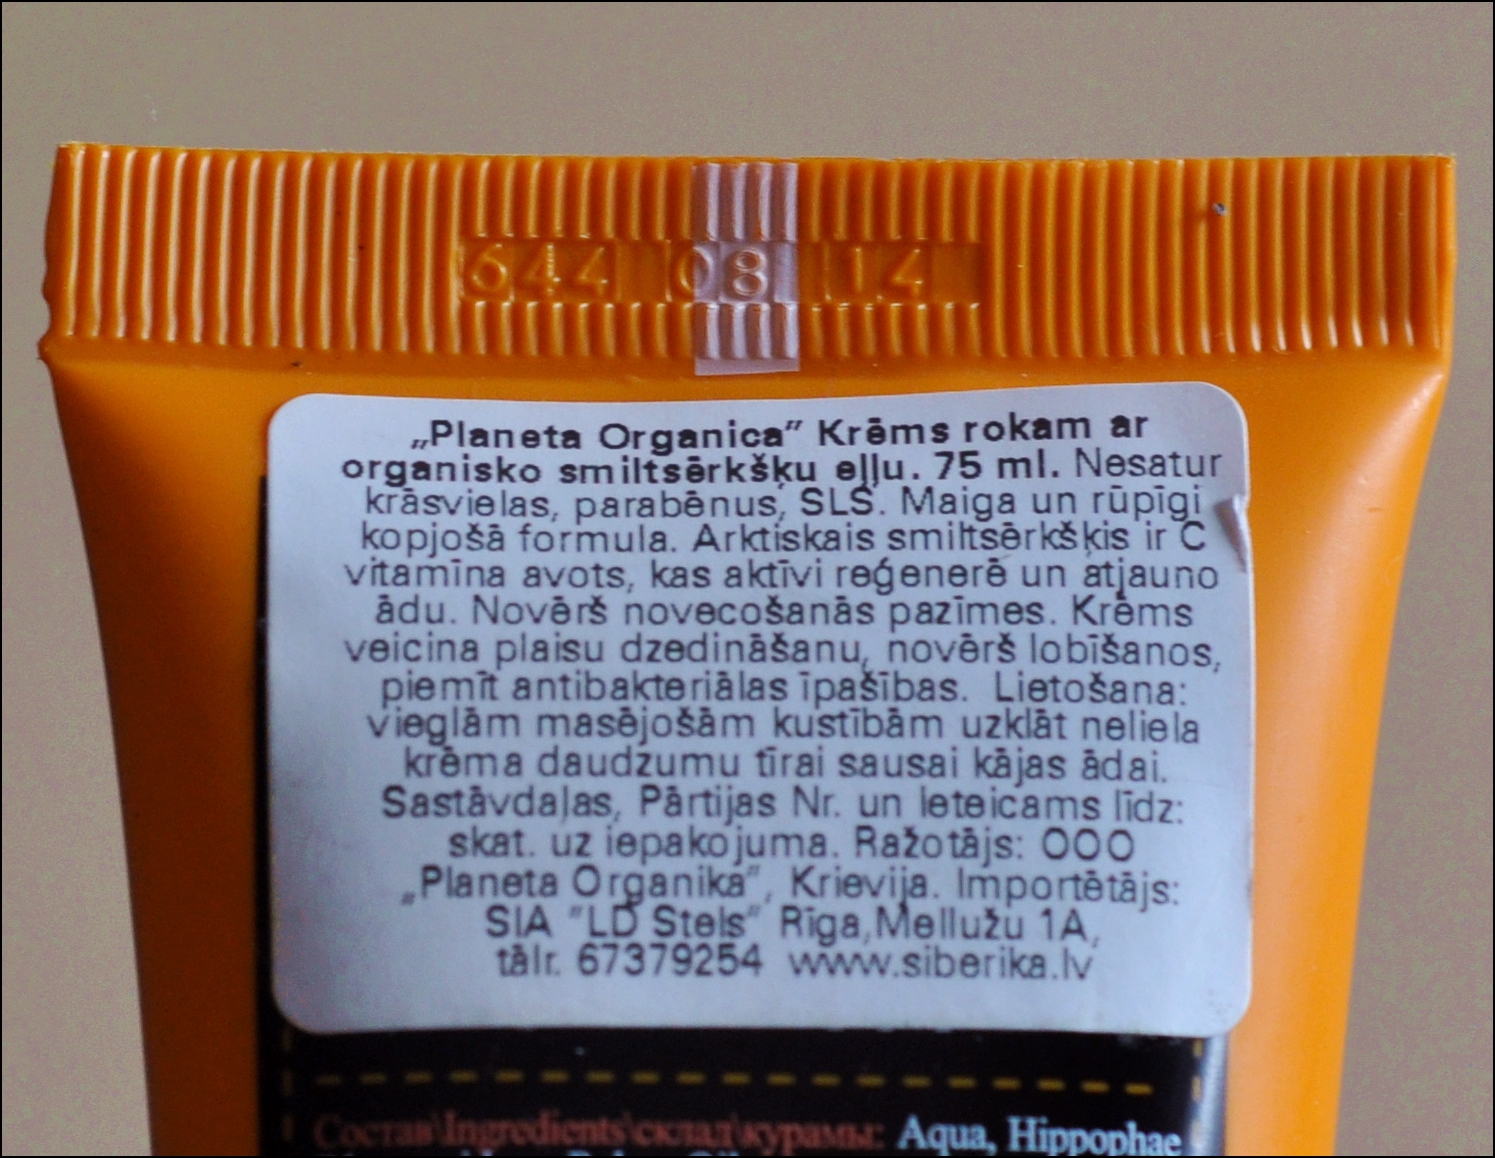 644 08 14
„Planeta Organica” Krēms rokam ar
organisko smiltsērkšķu eļļu. 75 ml. Nesatur
krāsvielas, parabēnus, SLS. Maiga un rūpīgi
kopjošā formula. Arktiskais smiltsērkšķis ir C
vitamīna avots, kas aktīvi reģenerē un atjauno
ādu. Novērš novecošanās pazīmes. Krēms
veicina plaisu dzedināšanu, novērš lobīšanos,
piemīt antibakteriālas īpašības. Lietošana:
vieglām masējošām kustībām uzklāt neliela
krēma daudzumu tīrai sausai kājas ādai.
Sastāvdaļas, Pārtijas Nr. un Ieteicams līdz:
skat. uz iepakojuma. Ražotājs: OOO
„Planeta Organika”, Krievija. Importētājs:
SIA ”LD Stels” Rīga,Mellužu 1A,
tālr. 67379254 www.siberika.lv
Состав\Ingredients\склад\курамы: Aqua, Hippophae